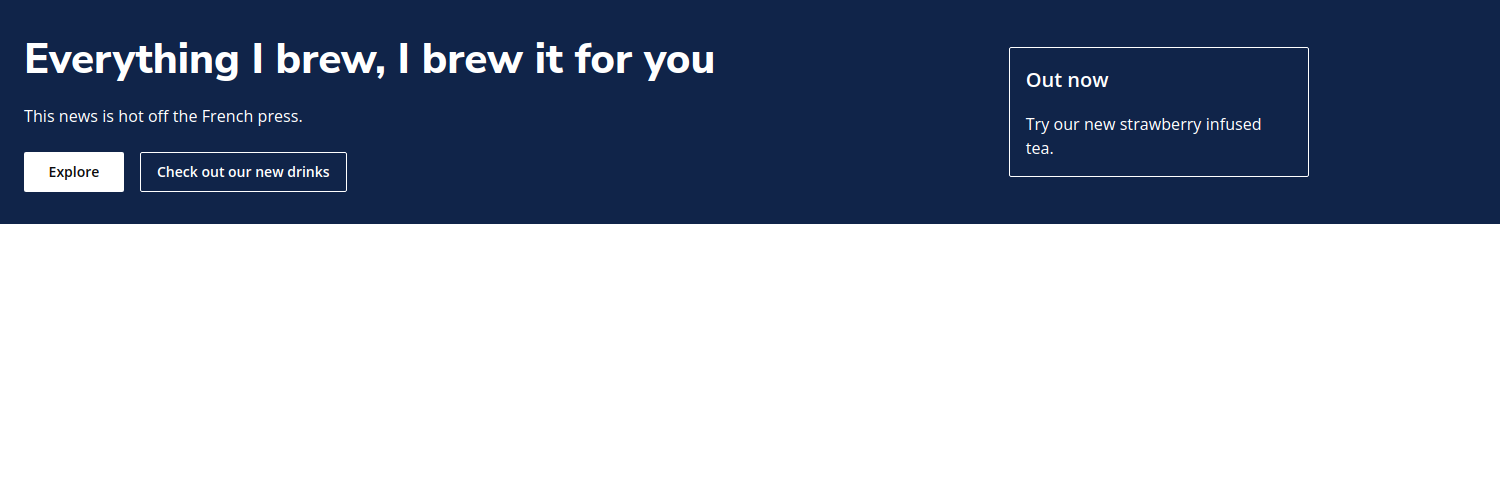 Everything I brew, I brew it for you
This news is hot off the French press.
Explore
Check out our new drinks
Out now
Try our new strawberry infused
tea.